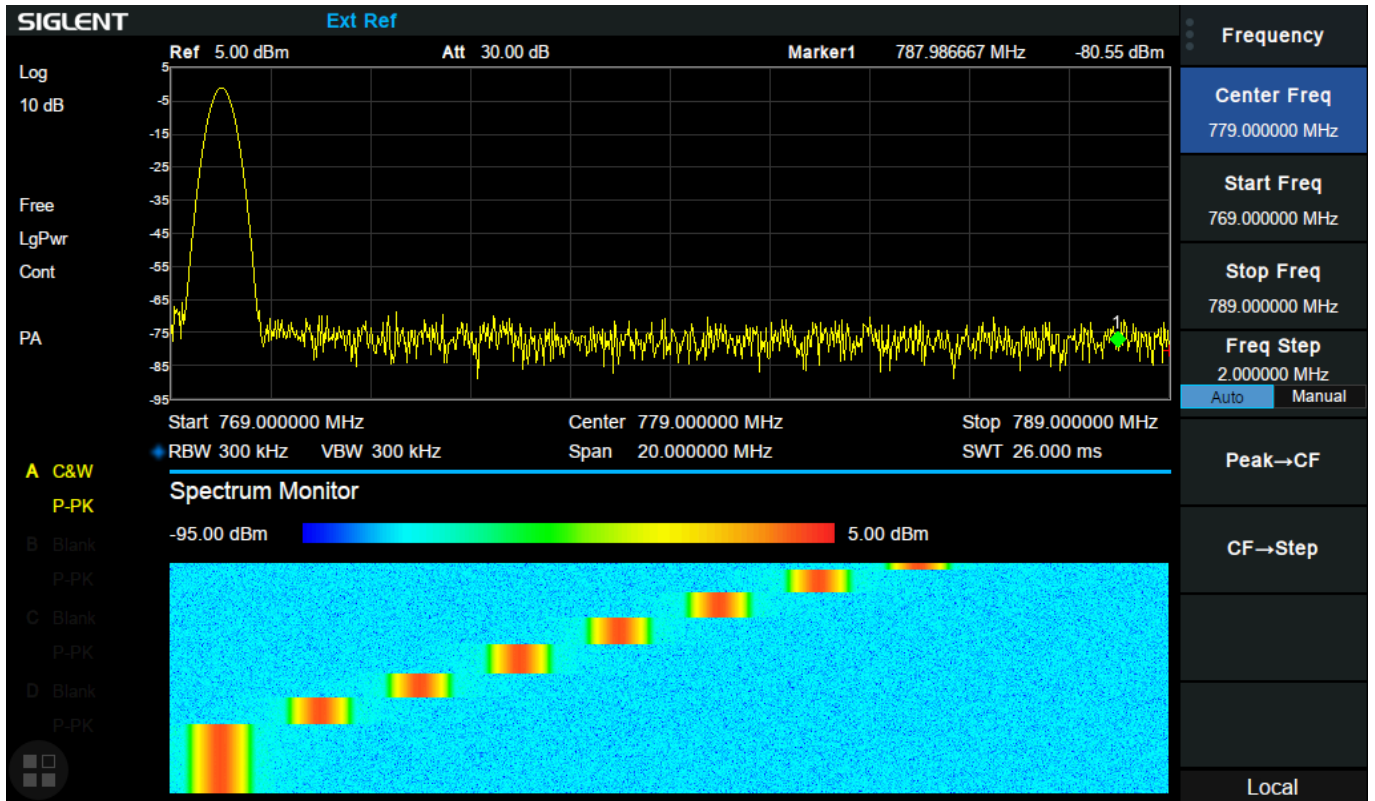 SIGLENT Ext Ref
Ref 5.00 dBm Att 30.00 dB Marker1 787.986667 MHz -80.55 dBm
Log
10 dB
Free
LgPwr
Cont
PA
5
-5
-15
-25
-35
-45
-55
-65
-75
-85
-95
1
Start 769.000000 MHz Center 779.000000 MHz Stop 789.000000 MHz
RBW 300 kHz VBW 300 kHz Span 20.000000 MHz SWT 26.000 ms
A C&W
P-PK
B Blank
P-PK
C Blank
P-PK
D Blank
P-PK
Spectrum Monitor
-95.00 dBm 5.00 dBm
Frequency
Center Freq
779.000000 MHz
Start Freq
769.000000 MHz
Stop Freq
789.000000 MHz
Freq Step
2.000000 MHz
Auto Manual
Peak→CF
CF→Step
Local